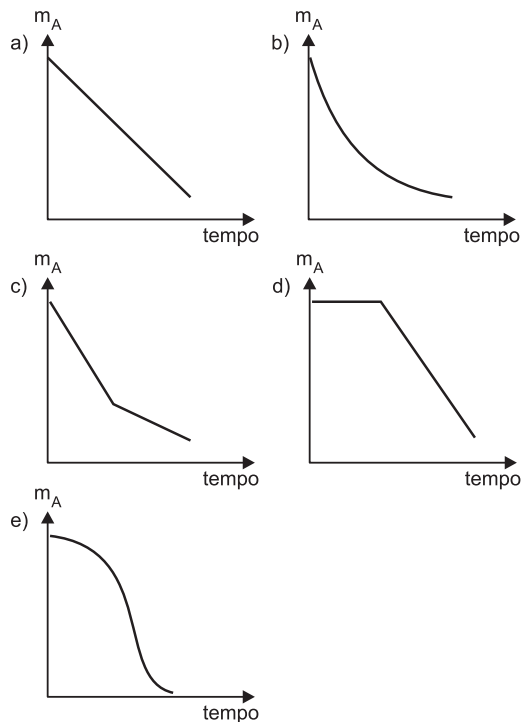 a) m_A
tempo
b) m_A
tempo
c) m_A
tempo
d) m_A
tempo
e) m_A
tempo